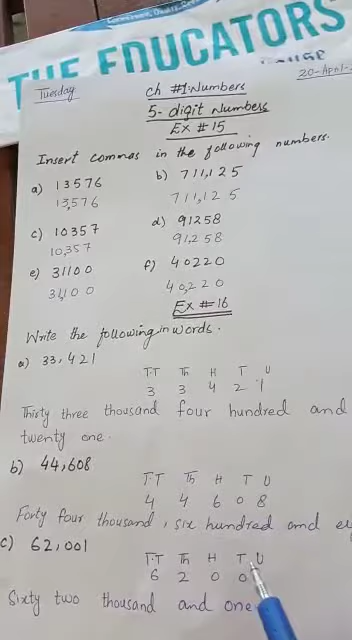 THE EDUCATORS
20-April-
Tuesday
ch #1: Numbers
5-digit Numbers
Ex # 15
Insert commas in the following numbers.
a) 13576 b) 711,125
13,576 711,125
c) 10357 d) 91258
10,357 91,258
e) 31100 f) 40220
31,100 40,220
Ex # 16
Write the following in words.
a) 33,421
T.T Th H T U
3 3 4 2 1
Thirty three thousand four hundred and
twenty one.
b) 44,608
T.T Th H T U
4 4 6 0 8
Forty four thousand, six hundred and
c) 62,001
T.T Th H T U
6 2 0 0
Sixty two thousand and one